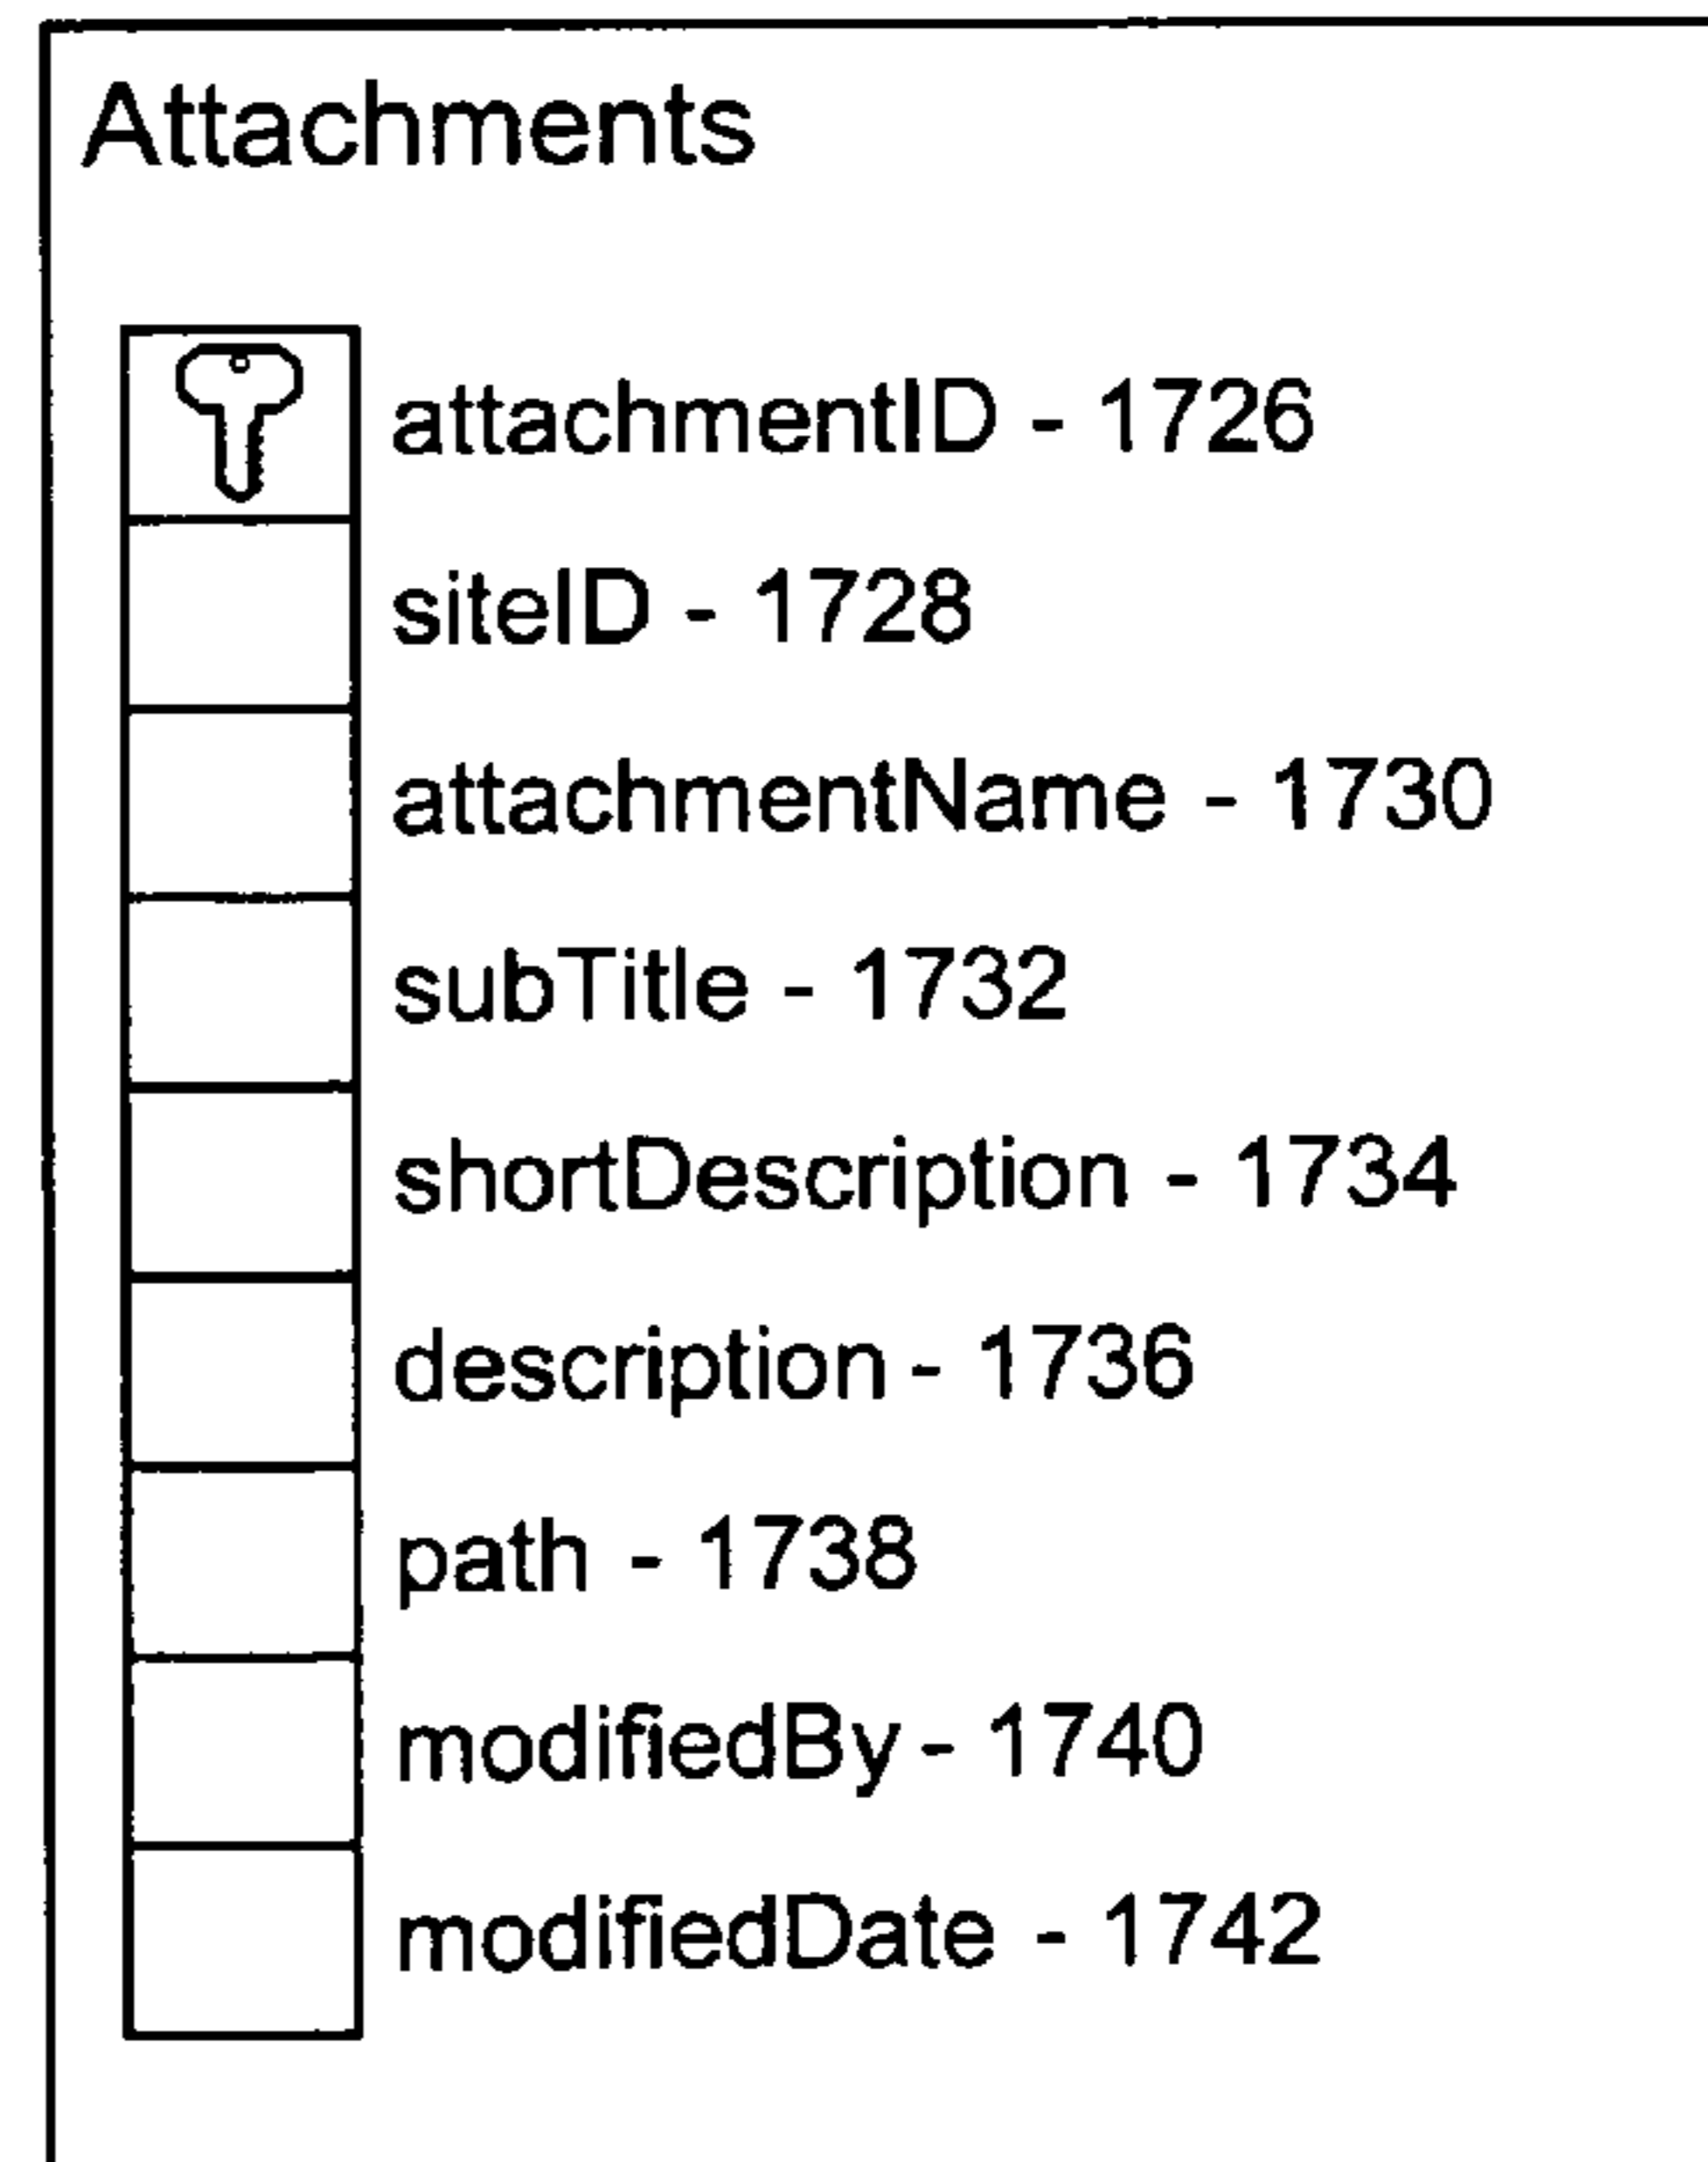 Attachments
attachmentID - 1726
siteID - 1728
attachmentName - 1730
subTitle - 1732
shortDescription - 1734
description - 1736
path - 1738
modifiedBy - 1740
modifiedDate - 1742